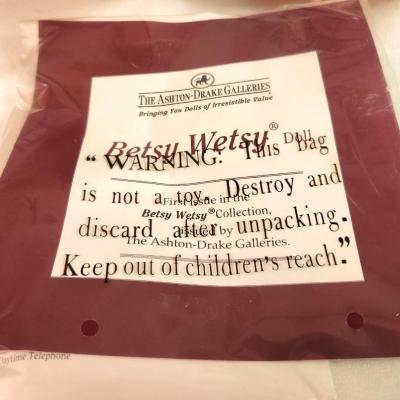 THE ASHTON-DRAKE GALLERIES
Bringing You Dolls of Irresistible Value
Betsy Wetsy® Doll
First issue in the
Betsy Wetsy® Collection,
issued by
The Ashton-Drake Galleries.
“ WARNING: This bag
is not a toy. Destroy and
discard after unpacking.
Keep out of children's reach.”
Daytime Telephone